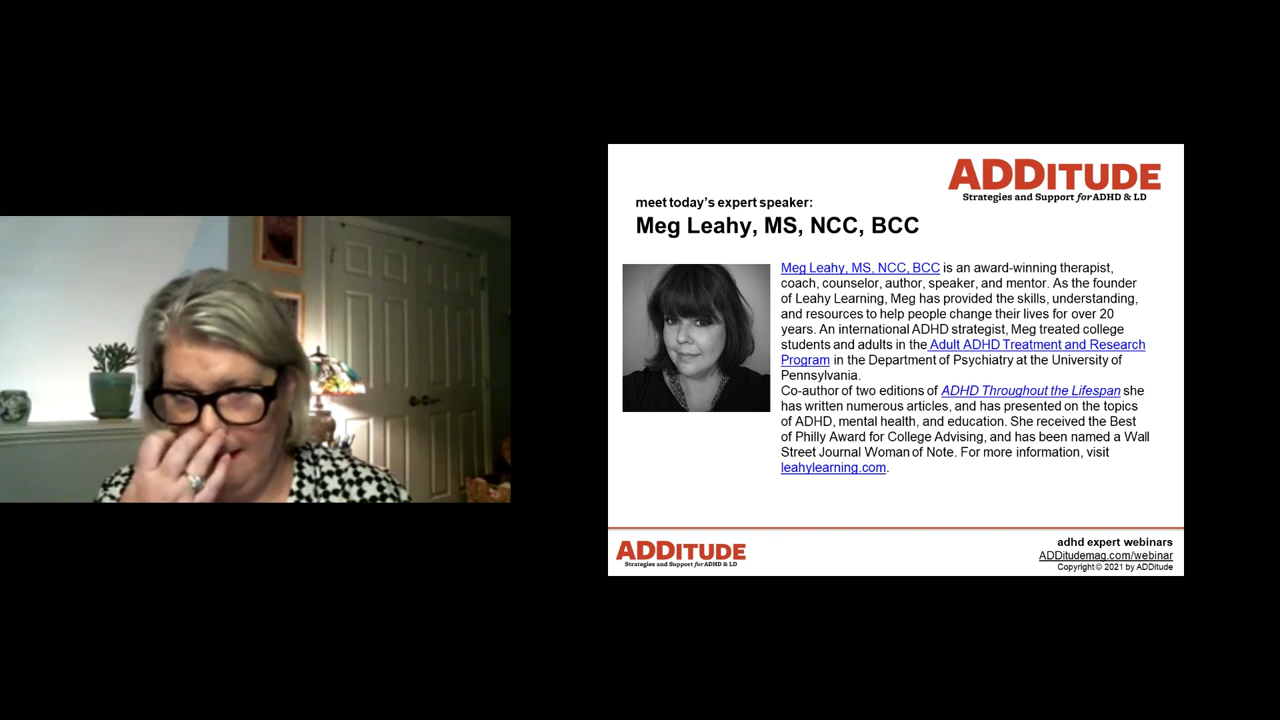 ADDITUDE
Strategies and Support for ADHD & LD
meet today's expert speaker:
Meg Leahy, MS, NCC, BCC
Meg Leahy, MS, NCC, BCC is an award-winning therapist,
coach, counselor, author, speaker, and mentor. As the founder
of Leahy Learning, Meg has provided the skills, understanding,
and resources to help people change their lives for over 20
years. An international ADHD strategist, Meg treated college
students and adults in the Adult ADHD Treatment and Research
Program in the Department of Psychiatry at the University of
Pennsylvania.
Co-author of two editions of ADHD Throughout the Lifespan she
has written numerous articles, and has presented on the topics
of ADHD, mental health, and education. She received the Best
of Philly Award for College Advising, and has been named a Wall
Street Journal Woman of Note. For more information, visit
leahylearning.com.
ADDITUDE
Strategies and Support for ADHD & LD
adhd expert webinars
ADDitudemag.com/webinar
Copyright © 2021 by ADDitude